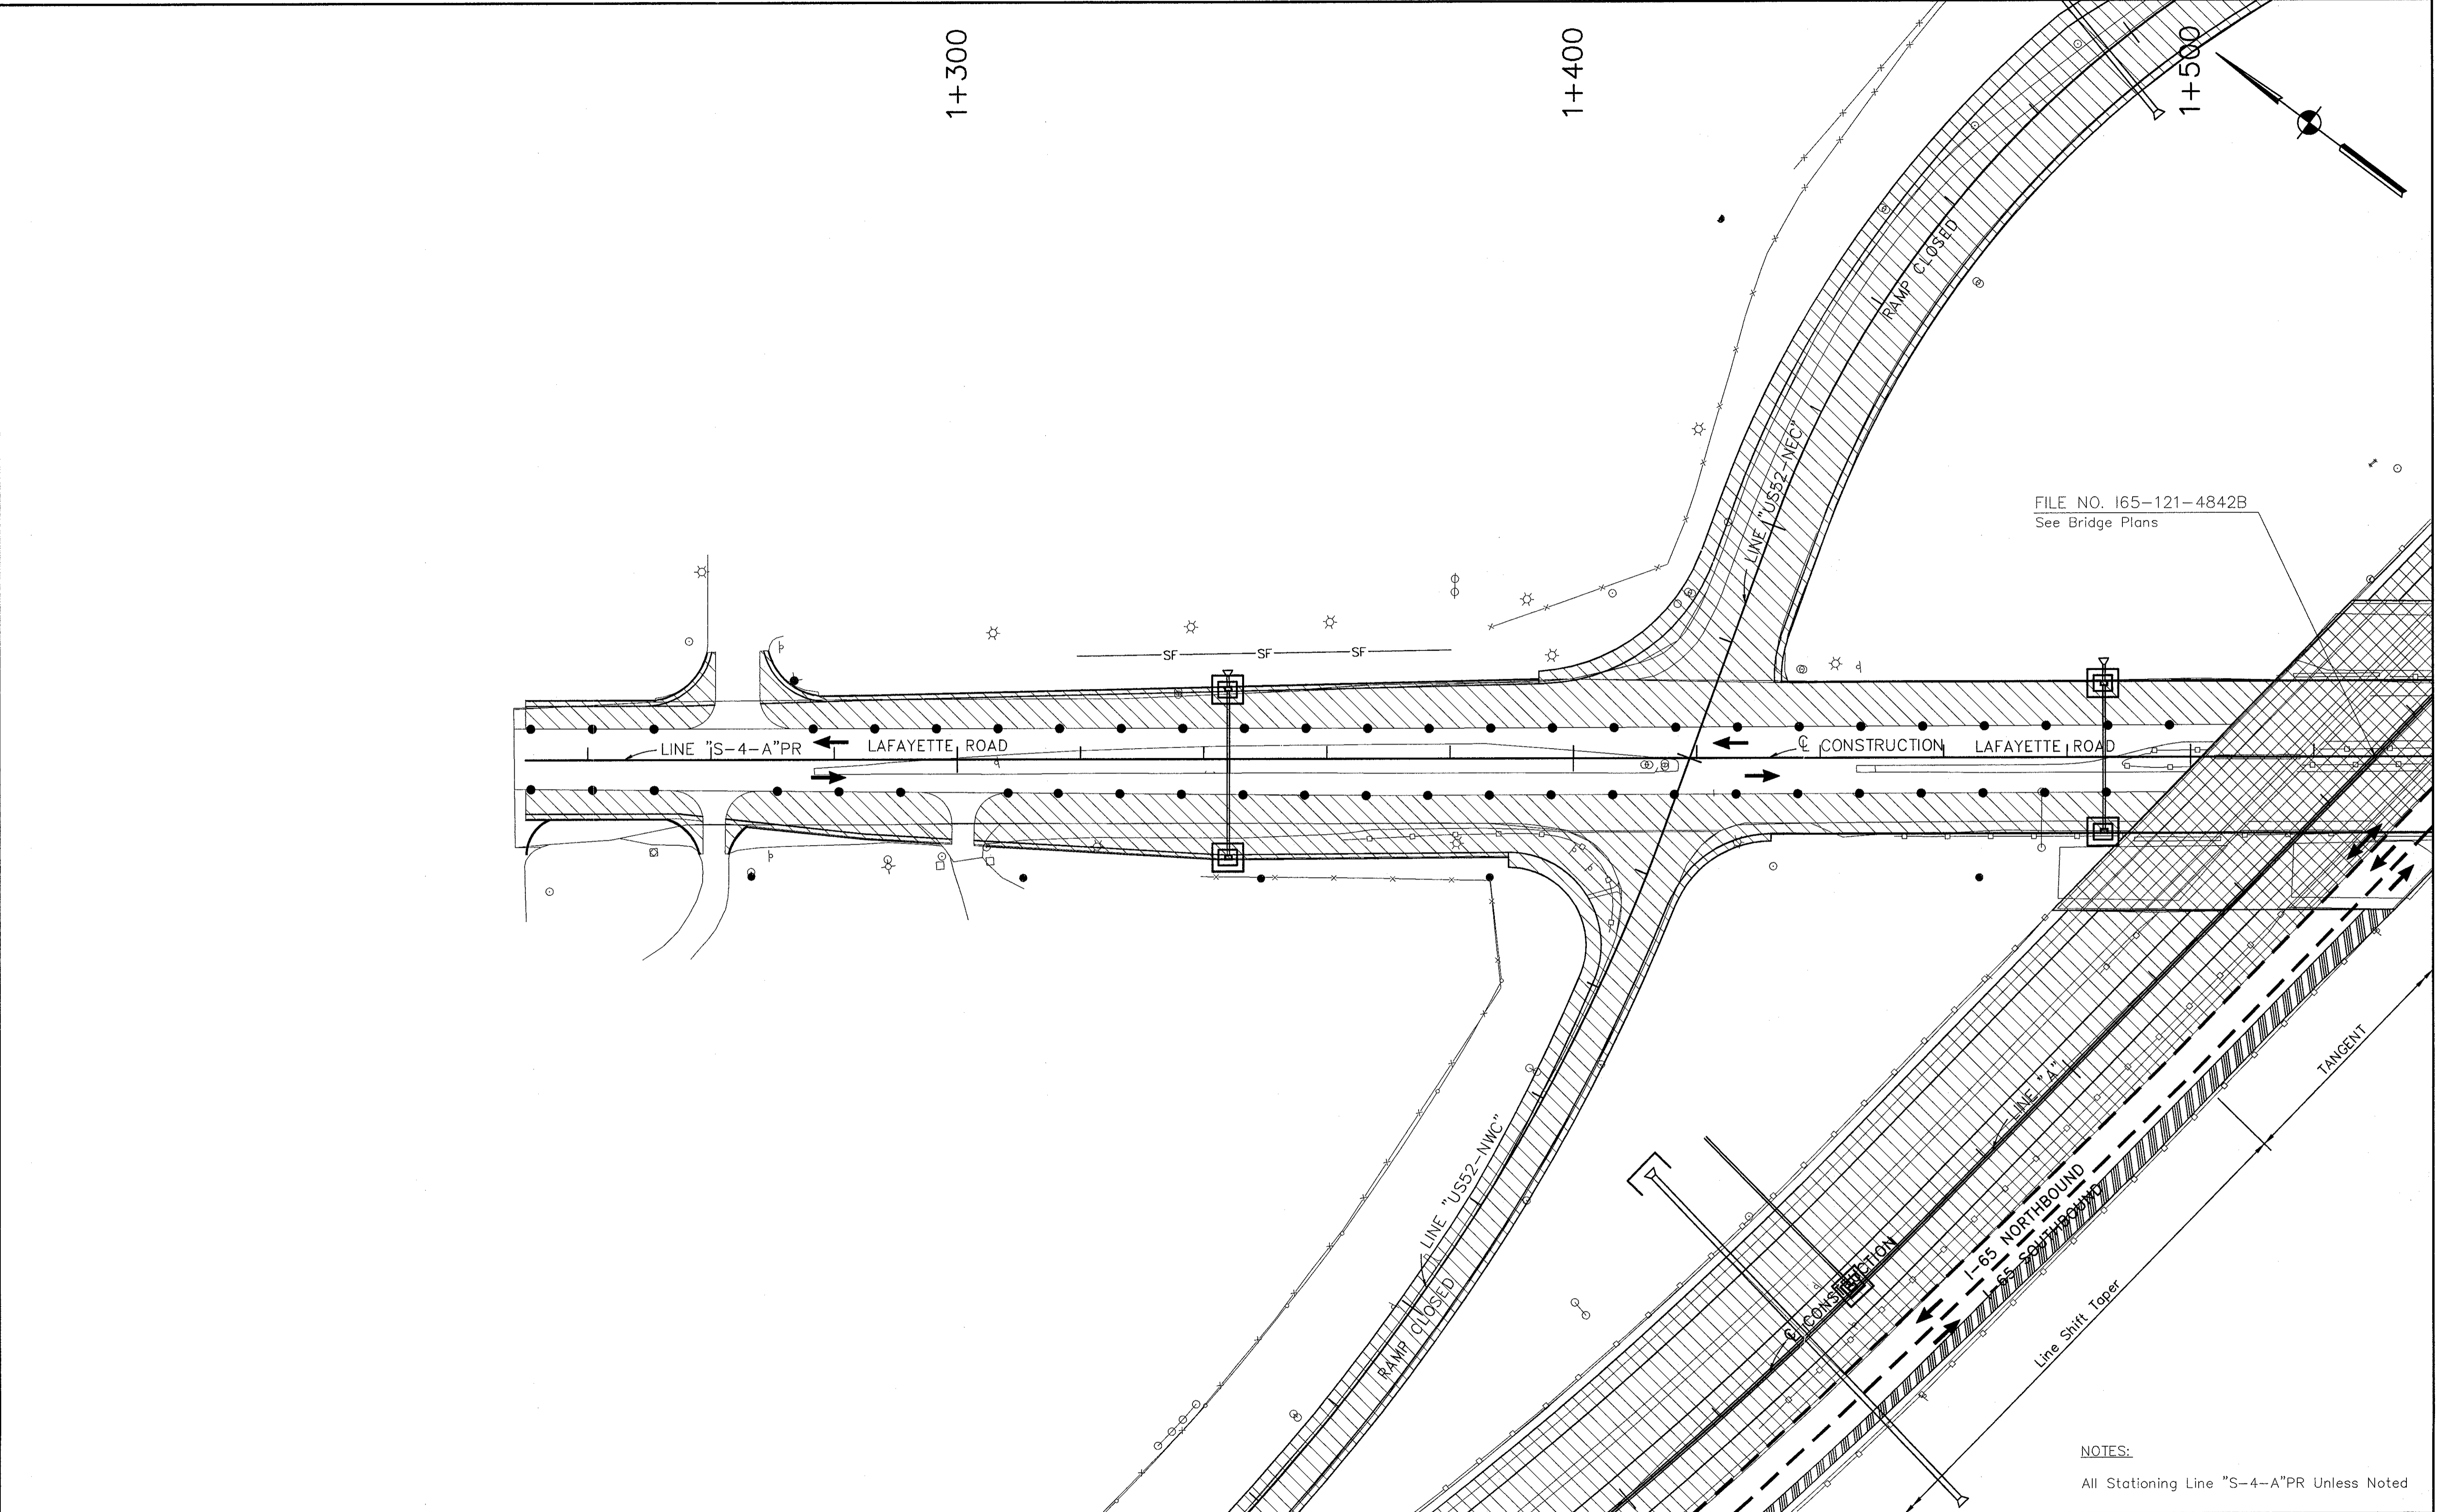 1+300
1+400
1+500
RAMP CLOSED
LINE "US52-NEC"
FILE NO. I65-121-4842B
See Bridge Plans
SF
SF
SF
LINE "S-4-A"PR
LAFAYETTE ROAD
℄ CONSTRUCTION
LAFAYETTE ROAD
TANGENT
LINE "A"
LINE "US52-NWC"
RAMP CLOSED
I-65 NORTHBOUND
I-65 SOUTHBOUND
℄ CONSTRUCTION
Line Shift Taper
NOTES:
All Stationing Line "S-4-A"PR Unless Noted